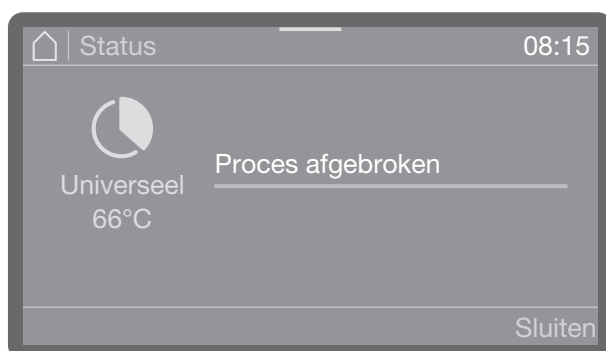 Status 08:15
Proces afgebroken
Universeel
66°C
Sluiten